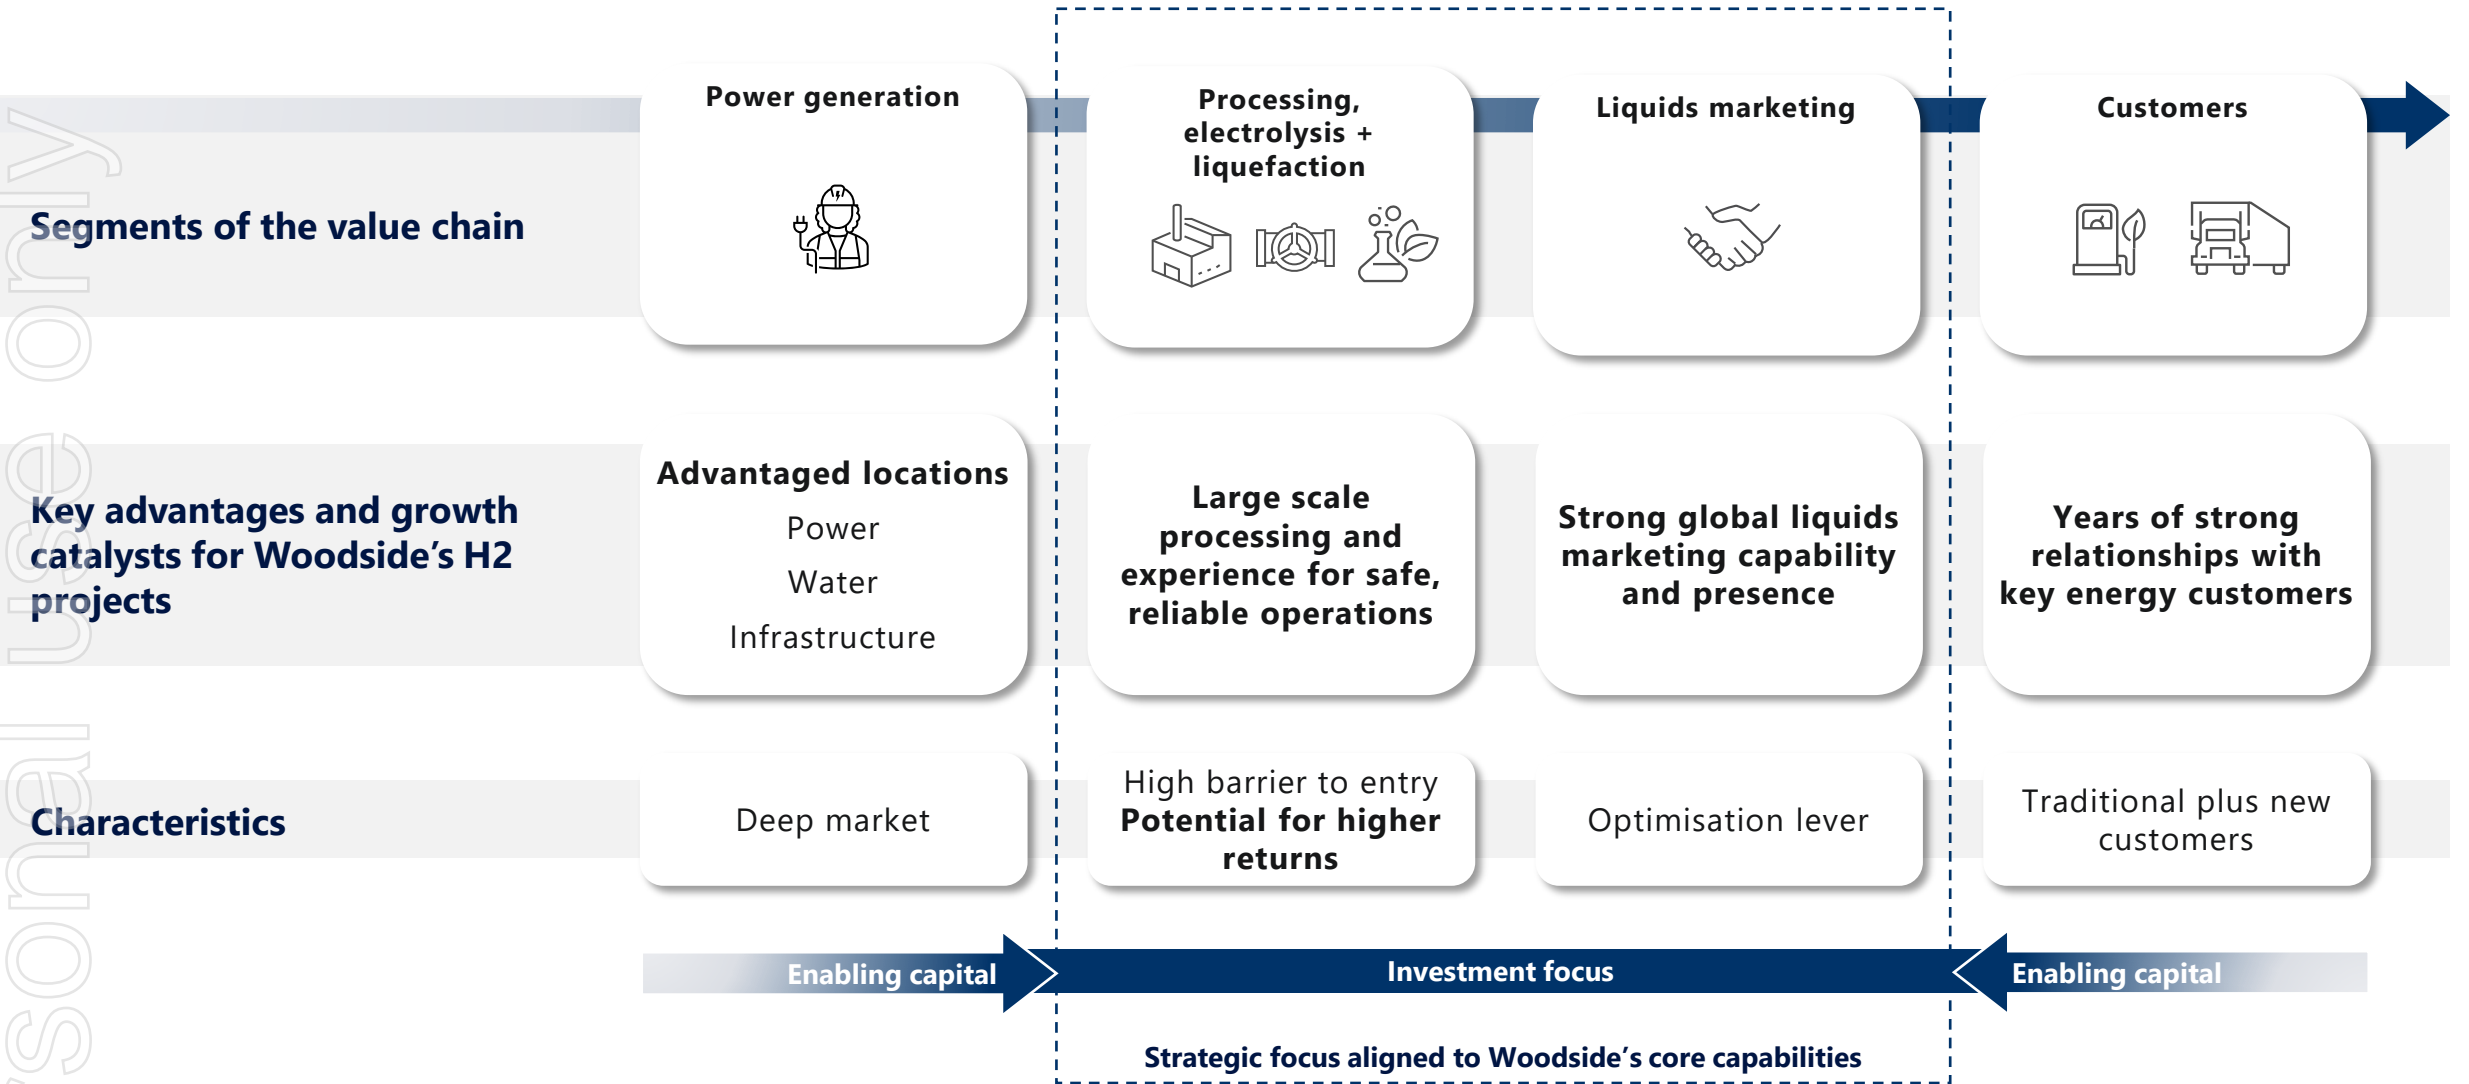 Power generation
Processing,
electrolysis +
liquefaction
Liquids marketing
Customers
Segments of the value chain
Key advantages and growth
catalysts for Woodside's H2
projects
Advantaged locations
Power
Water
Infrastructure
Large scale
processing and
experience for safe,
reliable operations
Strong global liquids
marketing capability
and presence
Years of strong
relationships with
key energy customers
Characteristics
Deep market
High barrier to entry
Potential for higher
returns
Optimisation lever
Traditional plus new
customers
Enabling capital
Investment focus
Enabling capital
Strategic focus aligned to Woodside's core capabilities
sonal use only